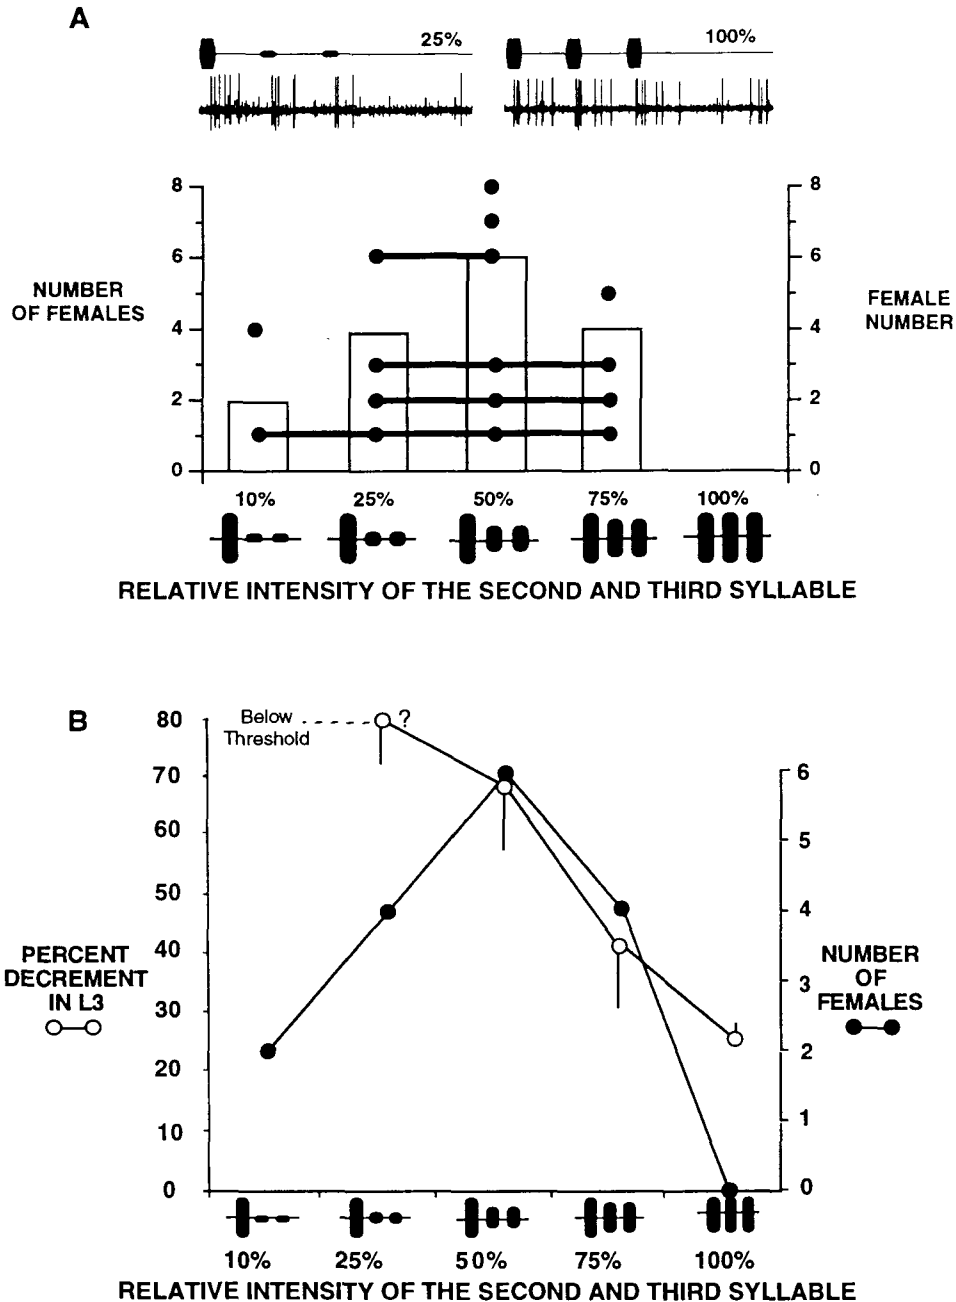 A
25%
100%
8
6
4
2
0
NUMBER
OF FEMALES
8
6
4
2
0
FEMALE
NUMBER
10%
25%
50%
75%
100%
RELATIVE INTENSITY OF THE SECOND AND THIRD SYLLABLE
B
Below
Threshold
?
80
70
60
50
40
30
20
10
0
PERCENT
DECREMENT
IN L3
6
5
4
3
2
1
0
NUMBER
OF
FEMALES
10%
25%
50%
75%
100%
RELATIVE INTENSITY OF THE SECOND AND THIRD SYLLABLE